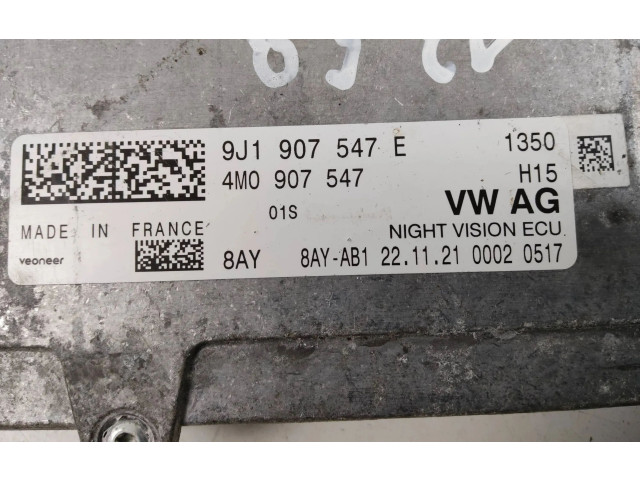 9J1 907 547 E 1350
4M0 907 547 H15
01S VW AG
MADE IN FRANCE NIGHT VISION ECU
veoneer 8AY 8AY-AB1 22.11.21 0002 0517